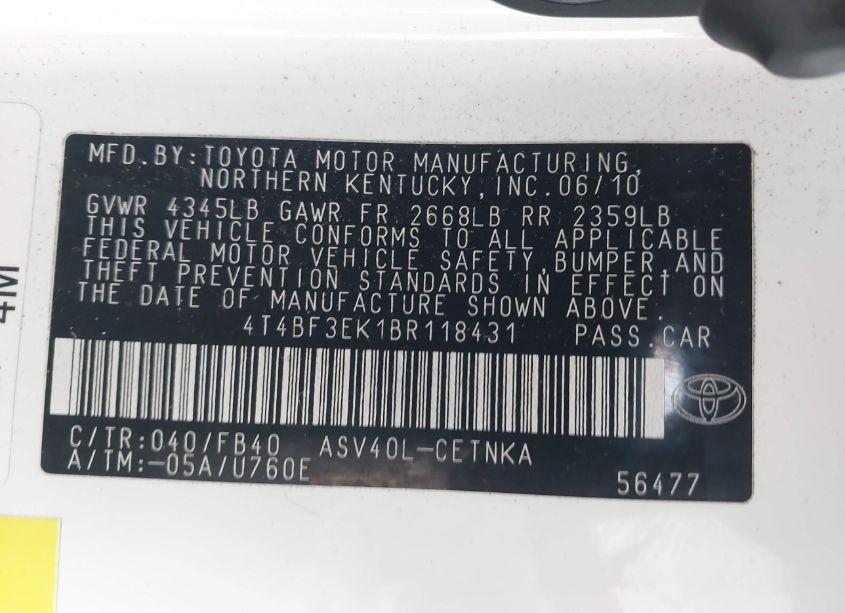 MFD.BY:TOYOTA MOTOR MANUFACTURING,
NORTHERN KENTUCKY,INC.06/10
GVWR 4345LB GAWR FR 2668LB RR 2359LB
THIS VEHICLE CONFORMS TO ALL APPLICABLE
FEDERAL MOTOR VEHICLE SAFETY,BUMPER,AND
THEFT PREVENTION STANDARDS IN EFFECT ON
THE DATE OF MANUFACTURE SHOWN ABOVE.
4T4BF3EK1BR118431 PASS.CAR
C/TR:040/FB40 ASV40L-CETNKA
A/TM:-05A/U760E
56477
4M